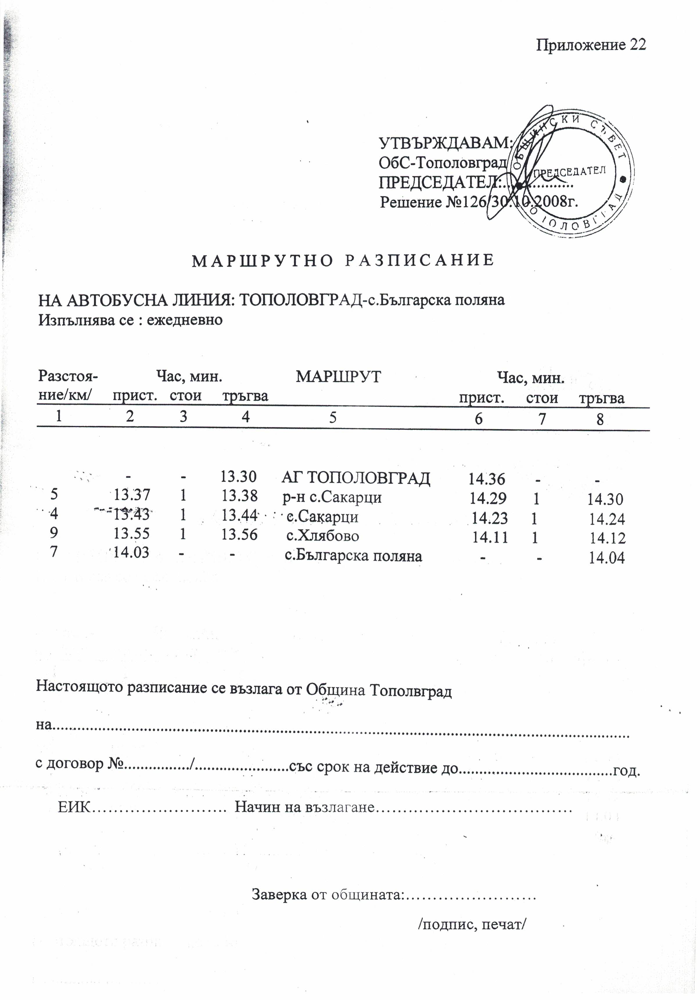 Приложение 22
УТВЪРЖДАВАМ:
ОбС-Тополовград
ПРЕДСЕДАТЕЛ:..............
Решение №126/30.10.2008г.
ОБЩИНСКИ СЪВЕТ
ПРЕДСЕДАТЕЛ
МАРШРУТНО РАЗПИСАНИЕ
НА АВТОБУСНА ЛИНИЯ: ТОПОЛОВГРАД-с.Българска поляна
Изпълнява се : ежедневно
Разстоя- Час, мин. МАРШРУТ Час, мин.
ние/км/ прист. стои тръгва прист. стои тръгва
1 2 3 4 5 6 7 8
- - 13.30 АГ ТОПОЛОВГРАД 14.36 - -
5 13.37 1 13.38 р-н с.Сакарци 14.29 1 14.30
4 13.43 1 13.44 с.Сакарци 14.23 1 14.24
9 13.55 1 13.56 с.Хлябово 14.11 1 14.12
7 14.03 - - с.Българска поляна - - 14.04
Настоящото разписание се възлага от Община Тополвград
на..............................................................................................................
с договор №................/.......................със срок на действие до......................................год.
ЕИК......................... Начин на възлагане....................................
Заверка от общината:........................
/подпис, печат/